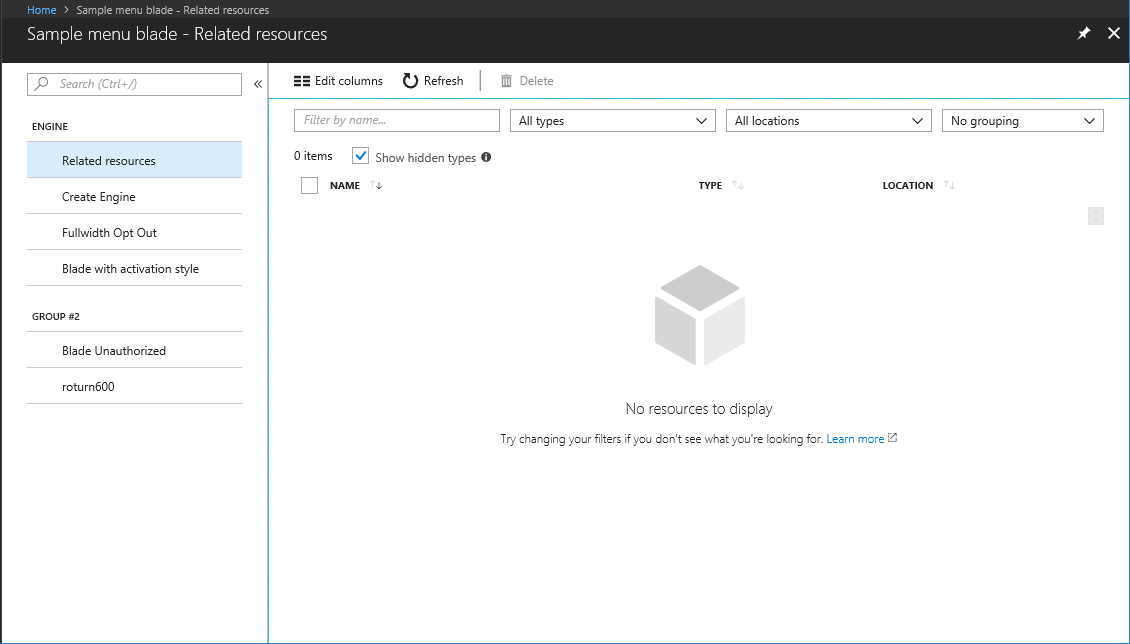 Home > Sample menu blade - Related resources
Sample menu blade - Related resources
Search (Ctrl+/)
«
ENGINE
Related resources
Create Engine
Fullwidth Opt Out
Blade with activation style
GROUP #2
Blade Unauthorized
roturn600
Edit columns Refresh Delete
Filter by name... All types All locations No grouping
0 items Show hidden types
NAME TYPE LOCATION
No resources to display
Try changing your filters if you don't see what you're looking for. Learn more